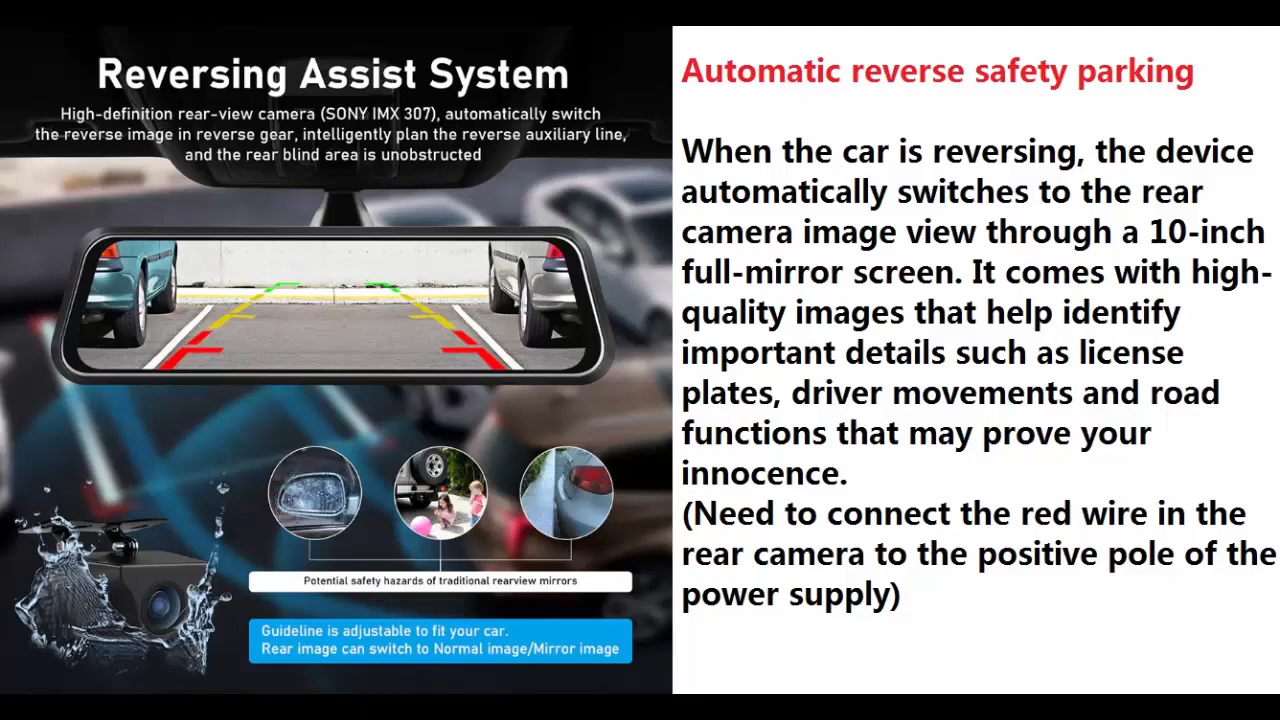 Reversing Assist System
High-definition rear-view camera (SONY IMX 307), automatically switch
the reverse image in reverse gear, intelligently plan the reverse auxiliary line,
and the rear blind area is unobstructed
Potential safety hazards of traditional rearview mirrors
Guideline is adjustable to fit your car.
Rear image can switch to Normal image/Mirror image
Automatic reverse safety parking
When the car is reversing, the device
automatically switches to the rear
camera image view through a 10-inch
full-mirror screen. It comes with high-
quality images that help identify
important details such as license
plates, driver movements and road
functions that may prove your
innocence.
(Need to connect the red wire in the
rear camera to the positive pole of the
power supply)